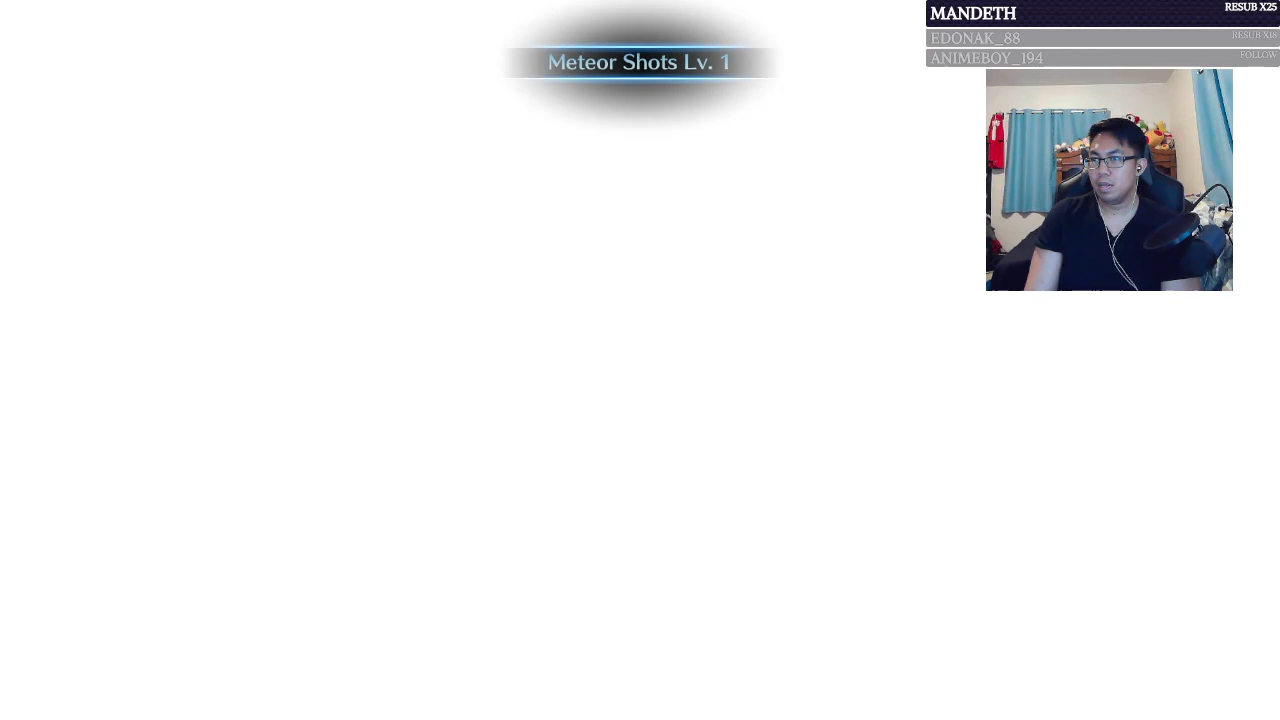 Meteor Shots Lv. 1
MANDETH RESUB X25
EDONAK_88 RESUB X18
ANIMEBOY_194 FOLLOW